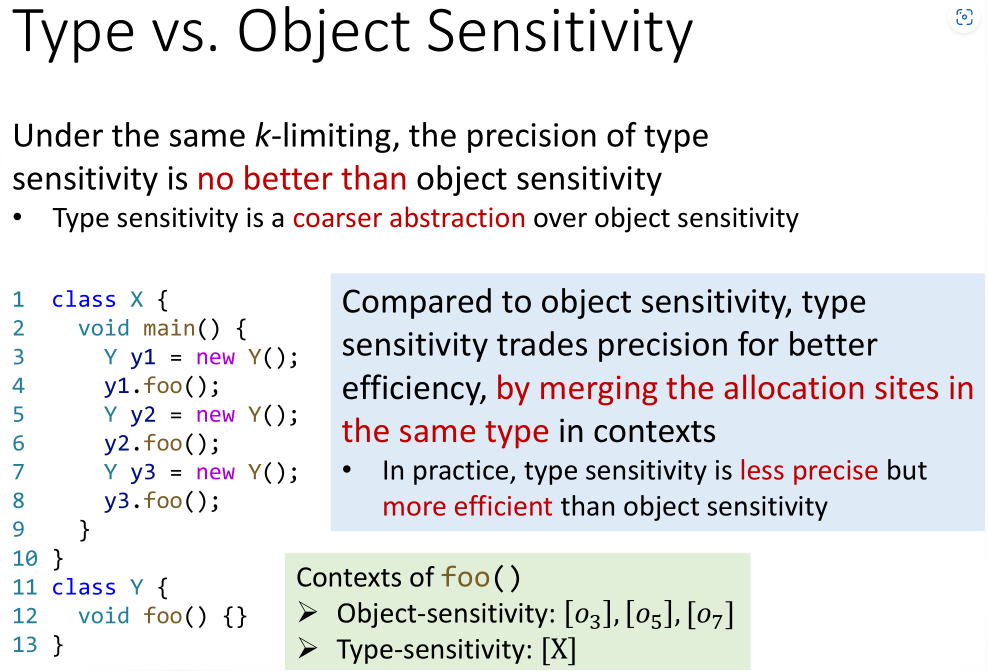 Type vs. Object Sensitivity
Under the same k-limiting, the precision of type
sensitivity is no better than object sensitivity
• Type sensitivity is a coarser abstraction over object sensitivity
1 class X {
2 void main() {
3 Y y1 = new Y();
4 y1.foo();
5 Y y2 = new Y();
6 y2.foo();
7 Y y3 = new Y();
8 y3.foo();
9 }
10 }
11 class Y {
12 void foo() {}
13 }
Compared to object sensitivity, type
sensitivity trades precision for better
efficiency, by merging the allocation sites in
the same type in contexts
• In practice, type sensitivity is less precise but
more efficient than object sensitivity
Contexts of foo()
➢ Object-sensitivity: [o₃], [o₅], [o₇]
➢ Type-sensitivity: [X]